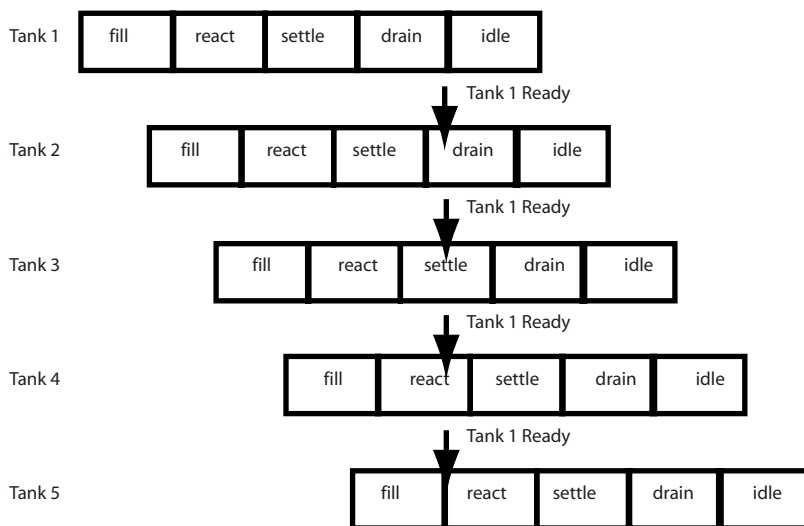 Tank 1 fill react settle drain idle
Tank 1 Ready
Tank 2 fill react settle drain idle
Tank 1 Ready
Tank 3 fill react settle drain idle
Tank 1 Ready
Tank 4 fill react settle drain idle
Tank 1 Ready
Tank 5 fill react settle drain idle